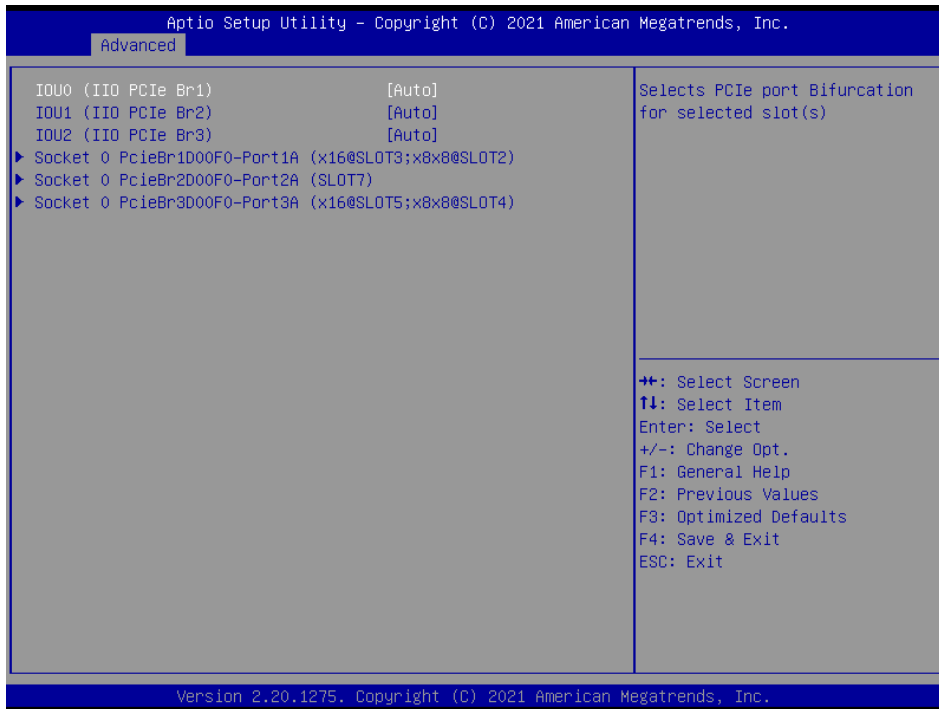 Aptio Setup Utility – Copyright (C) 2021 American Megatrends, Inc.
Advanced
IOU0 (IIO PCIe Br1) [Auto]
IOU1 (IIO PCIe Br2) [Auto]
IOU2 (IIO PCIe Br3) [Auto]
▶ Socket 0 PcieBr1D00F0-Port1A (x16@SLOT3;x8x8@SLOT2)
▶ Socket 0 PcieBr2D00F0-Port2A (SLOT7)
▶ Socket 0 PcieBr3D00F0-Port3A (x16@SLOT5;x8x8@SLOT4)
Selects PCIe port Bifurcation
for selected slot(s)
→←: Select Screen
↑↓: Select Item
Enter: Select
+/-: Change Opt.
F1: General Help
F2: Previous Values
F3: Optimized Defaults
F4: Save & Exit
ESC: Exit
Version 2.20.1275. Copyright (C) 2021 American Megatrends, Inc.